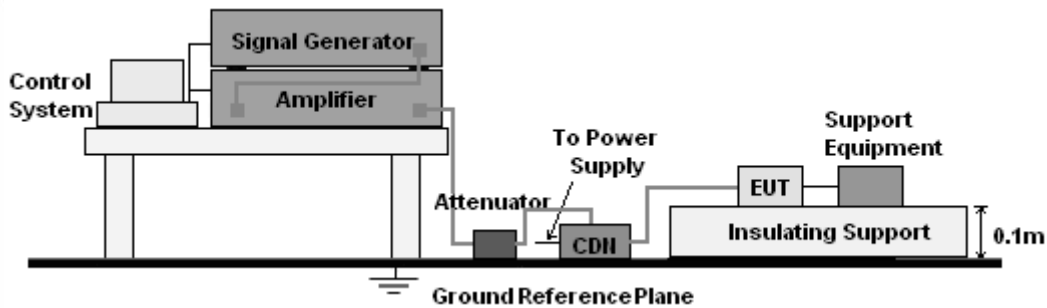 Signal Generator
Control
System
Amplifier
To Power
Supply
Support
Equipment
Attenuator
EUT
CDN
Insulating Support
0.1m
Ground Reference Plane